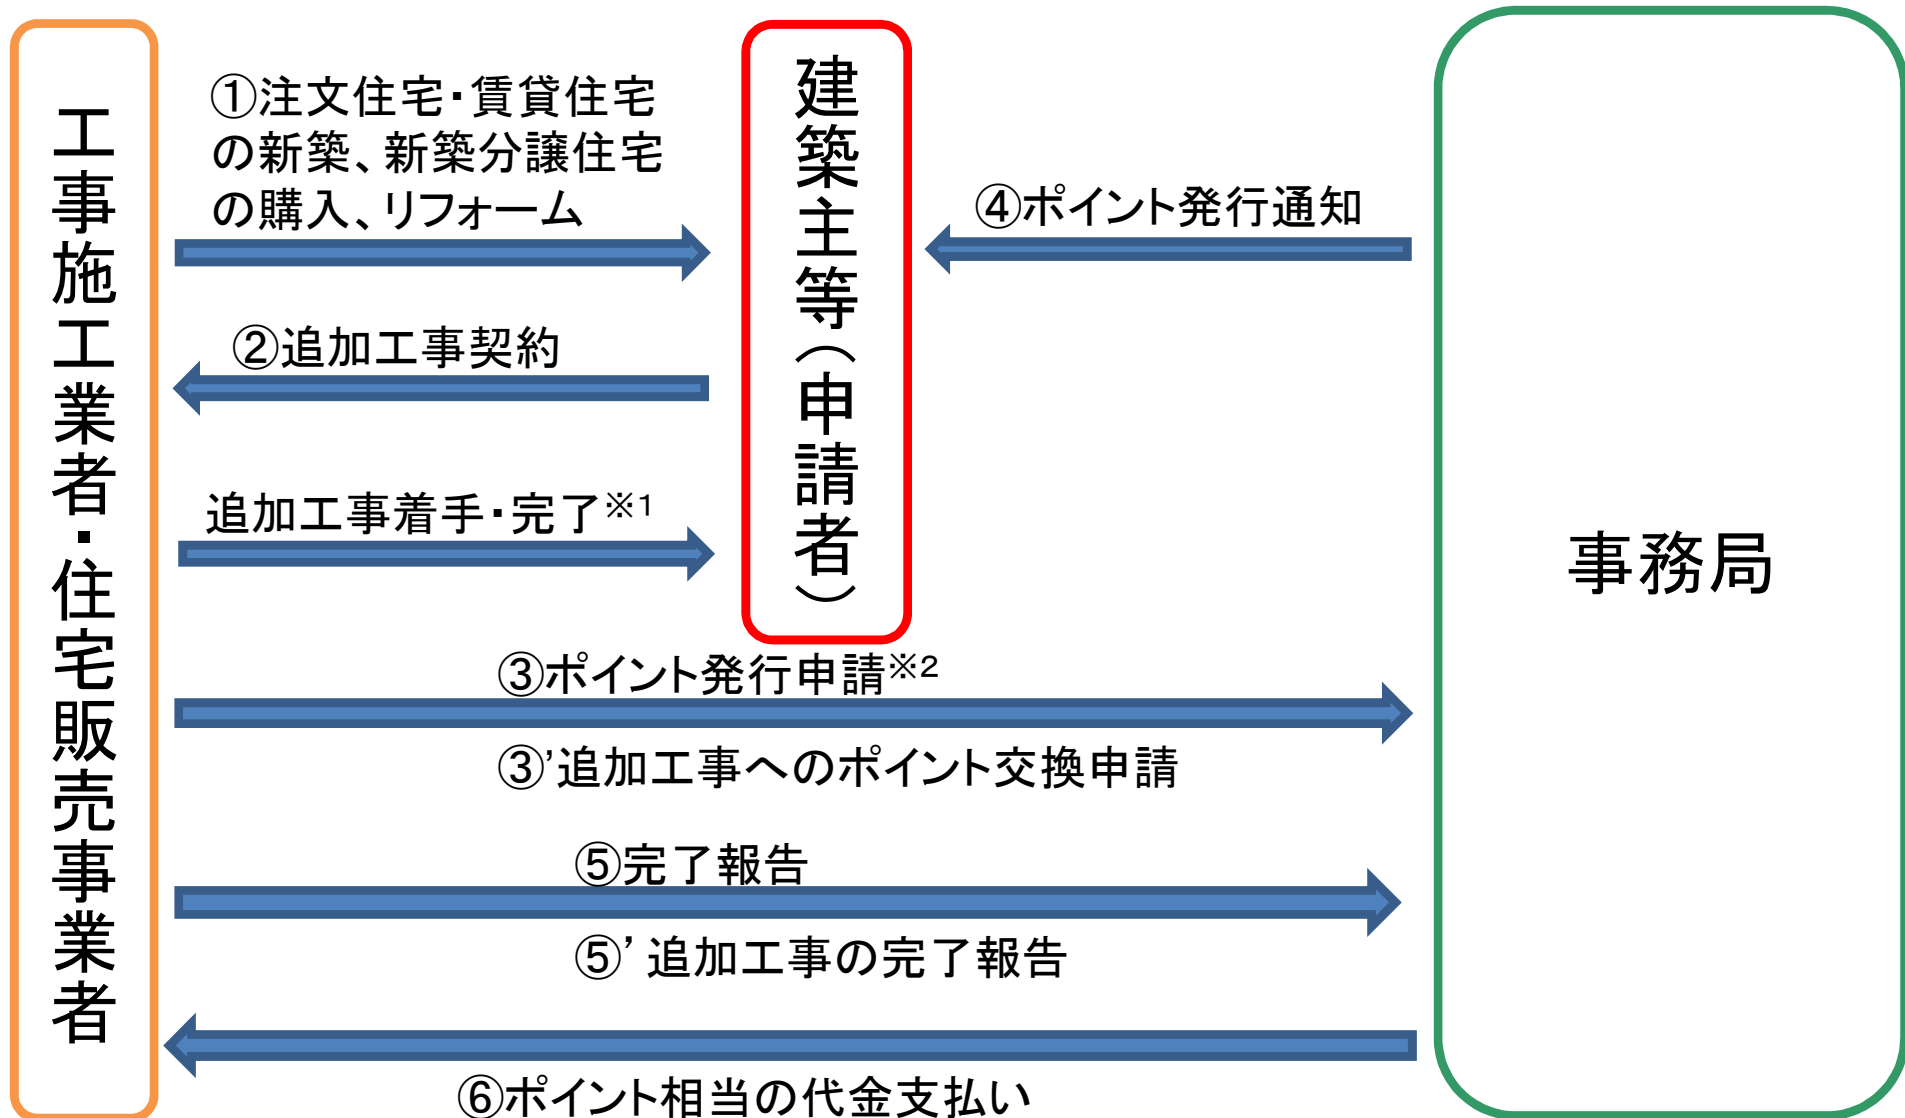 工事施工業者・住宅販売事業者
①注文住宅・賃貸住宅
の新築、新築分譲住宅
の購入、リフォーム
②追加工事契約
追加工事着手・完了※1
建築主等(申請者)
④ポイント発行通知
事務局
③ポイント発行申請※2
③’追加工事へのポイント交換申請
⑤完了報告
⑤’追加工事の完了報告
⑥ポイント相当の代金支払い